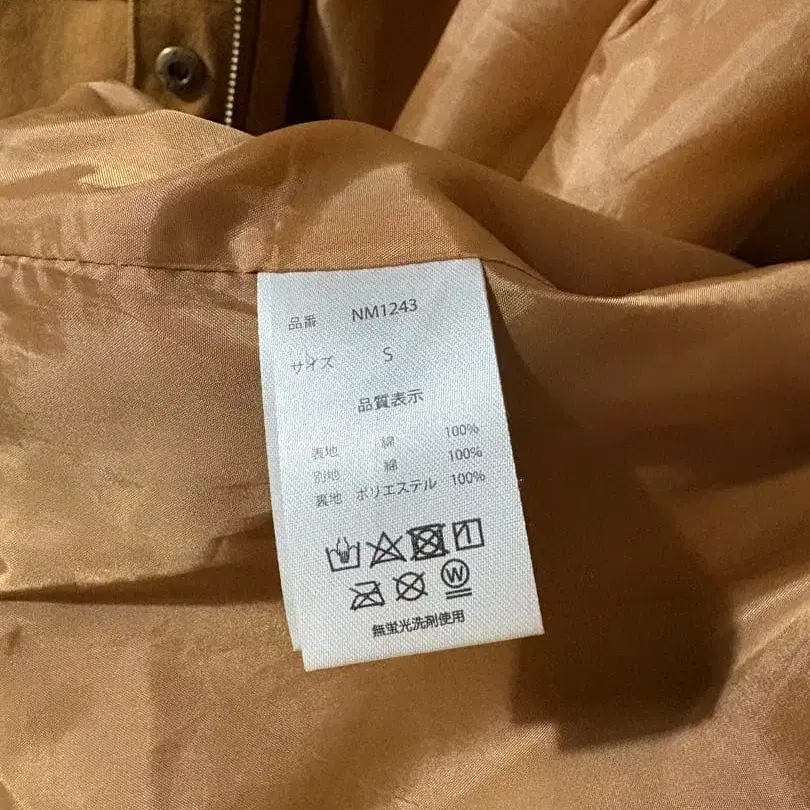 品番 NM1243
サイズ S
品質表示
表地 綿 100%
別地 綿 100%
裏地 ポリエステル 100%
W
無蛍光洗剤使用